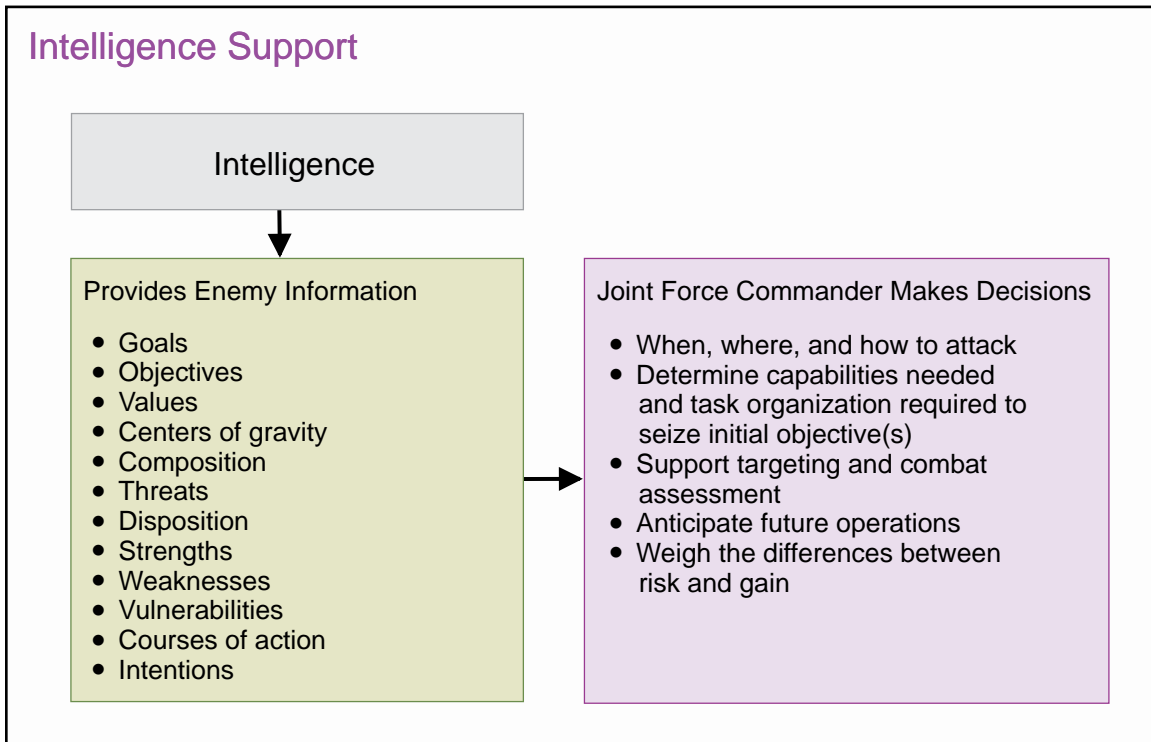 Intelligence Support
Intelligence
Provides Enemy Information
• Goals
• Objectives
• Values
• Centers of gravity
• Composition
• Threats
• Disposition
• Strengths
• Weaknesses
• Vulnerabilities
• Courses of action
• Intentions
Joint Force Commander Makes Decisions
• When, where, and how to attack
• Determine capabilities needed
and task organization required to
seize initial objective(s)
• Support targeting and combat
assessment
• Anticipate future operations
• Weigh the differences between
risk and gain